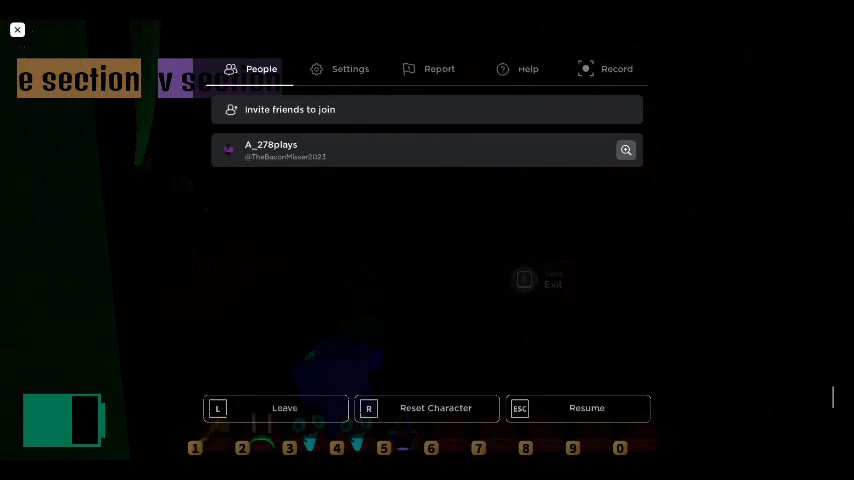 People Settings Report Help Record
e section v section
Invite friends to join
A_278plays
@TheBaconMisser2023
Exit
L Leave R Reset Character ESC Resume
1 2 3 4 5 6 7 8 9 0